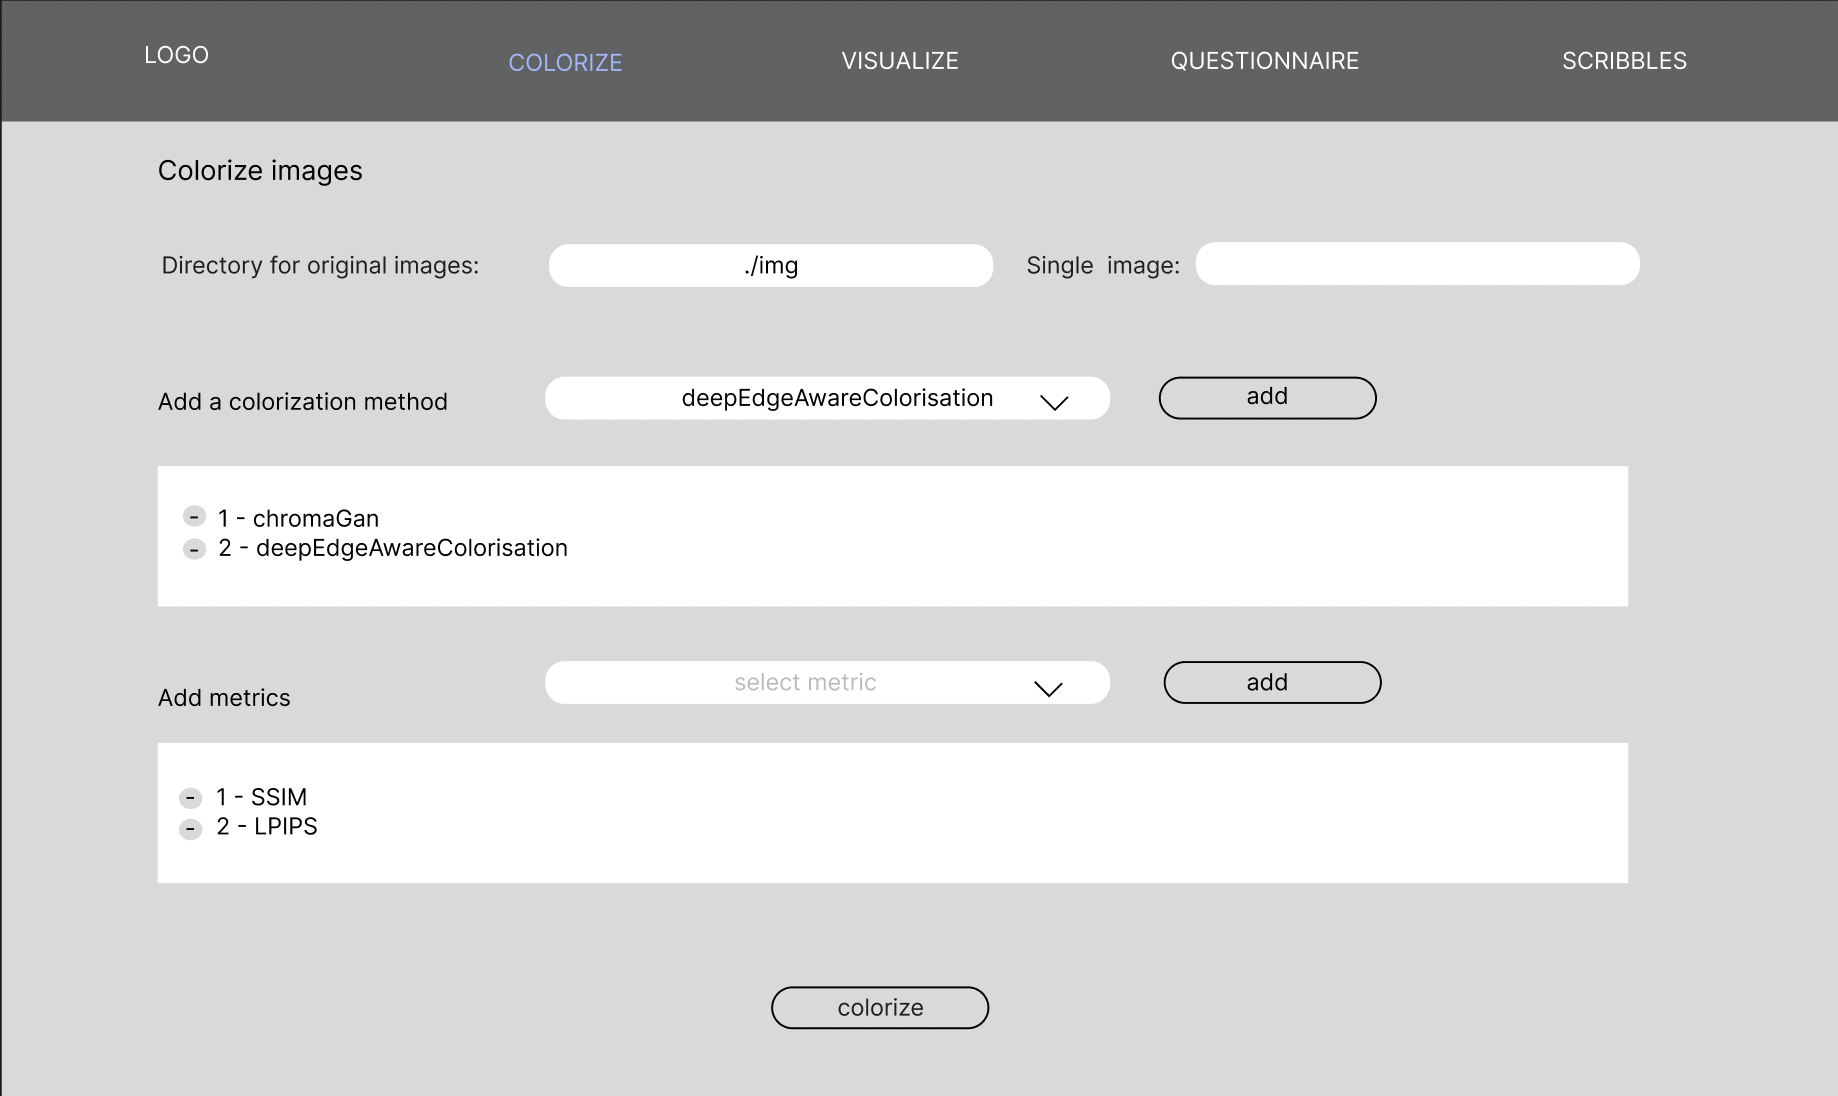 LOGO
COLORIZE
VISUALIZE
QUESTIONNAIRE
SCRIBBLES
Colorize images
Directory for original images:
./img
Single image:
Add a colorization method
deepEdgeAwareColorisation
add
- 1 - chromaGan
- 2 - deepEdgeAwareColorisation
Add metrics
select metric
add
- 1 - SSIM
- 2 - LPIPS
colorize